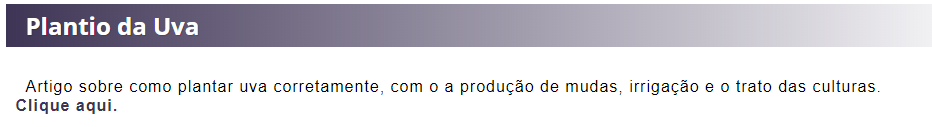 Plantio da Uva
Artigo sobre como plantar uva corretamente, com o a produção de mudas, irrigação e o trato das culturas.
Clique aqui.